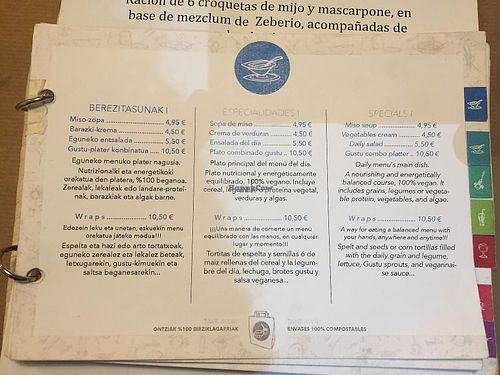 Ración de 6 croquetas de mijo y mascarpone, en
base de mezclum de Zeberio, acompañadas de
BEREZITASUNAK I
Miso-zopa 4,95 €
Barazki-krema 4,50 €
Eguneko entsalada 5,50 €
Gustu-plater konbinatua 10,50 €
Eguneko menuko plater nagusia.
Nutrizionalki eta energetikoki
orekatua den platera, %100 beganoa.
Zerealak, lekaleak edo landare-protei-
nak, barazkiak eta algak barne.
Wraps 10,50 €
Edozein leku eta unetan, eskuekin menu
orekatua jateko modua!!!
Espelta eta hazi edo arto tortatxoak,
eguneko zerealez eta lekalez beteak,
letxugarekin, gustu-kimuekin eta
saltsa beganesarekin...
ESPECIALIDADES I
Sopa de miso 4,95 €
Crema de verduras 4,50 €
Ensalada del día 5,50 €
Plato combinado gustu 10,50 €
Plato principal del menú del día.
Plato nutricional y energéticamente
equilibrado, 100% vegano. Incluye
cereal, legumbre o proteína vegetal,
verduras y algas.
HappyCow
Wraps 10,50 €
¡¡¡Una manera de comerte un menú
equilibrado con las manos, en cualquier
lugar y momento!!!
Tortitas de espelta y semillas ó de
maiz rellenas del cereal y la legum-
bre del día, lechuga, brotes gustu y
salsa veganesa...
SPECIALS I
Miso soup 4,95 €
Vegetables cream 4,50 €
Daily salad 5,50 €
Gustu combo platter 10,50 €
Daily menu's main dish.
A nourishing and energetically
balanced course, 100% vegan. It
includes grains, legumes or vegeta-
ble protein, vegetables, and algae.
Wraps 10,50 €
A way for eating a balanced menu with
your hands, anywhere and anytime!!!
Spelt and seeds or corn tortillas filled
with the daily grain and legume,
lettuce, Gustu sprouts, and vegannai-
se sauce...
TAKE AWAY!
ONTZIAK %100 BIRZIKLAGARRIAK
TAKE AWAY!
ENVASES 100% COMPOSTABLES